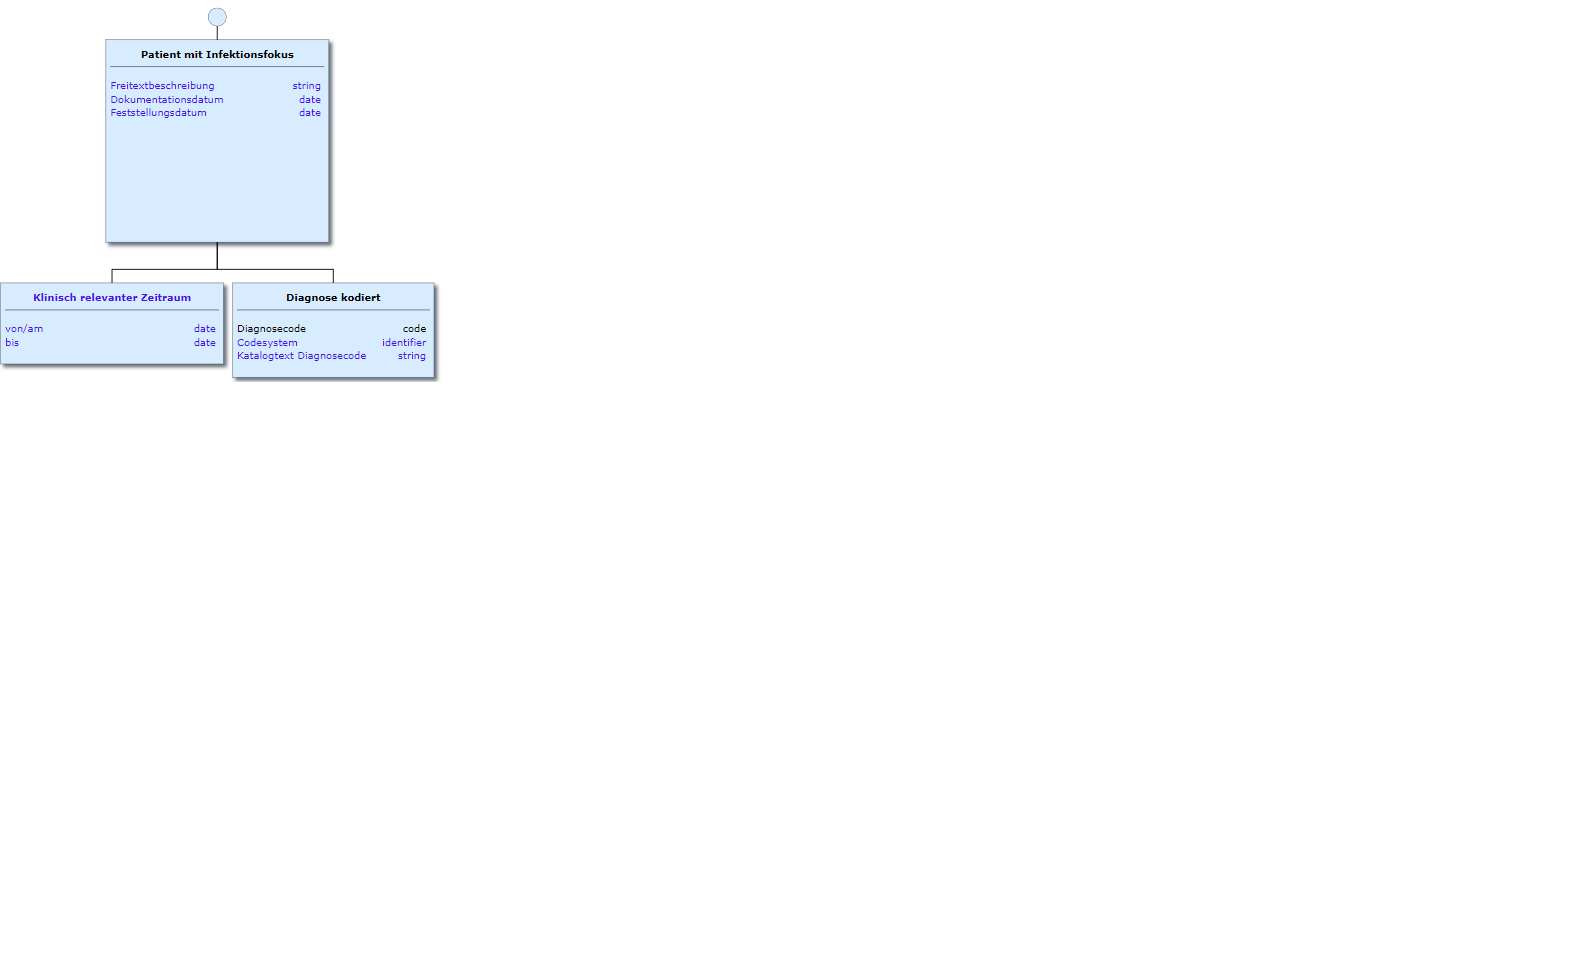 Patient mit Infektionsfokus
Freitextbeschreibung string
Dokumentationsdatum date
Feststellungsdatum date
Klinisch relevanter Zeitraum
von/am date
bis date
Diagnose kodiert
Diagnosecode code
Codesystem identifier
Katalogtext Diagnosecode string